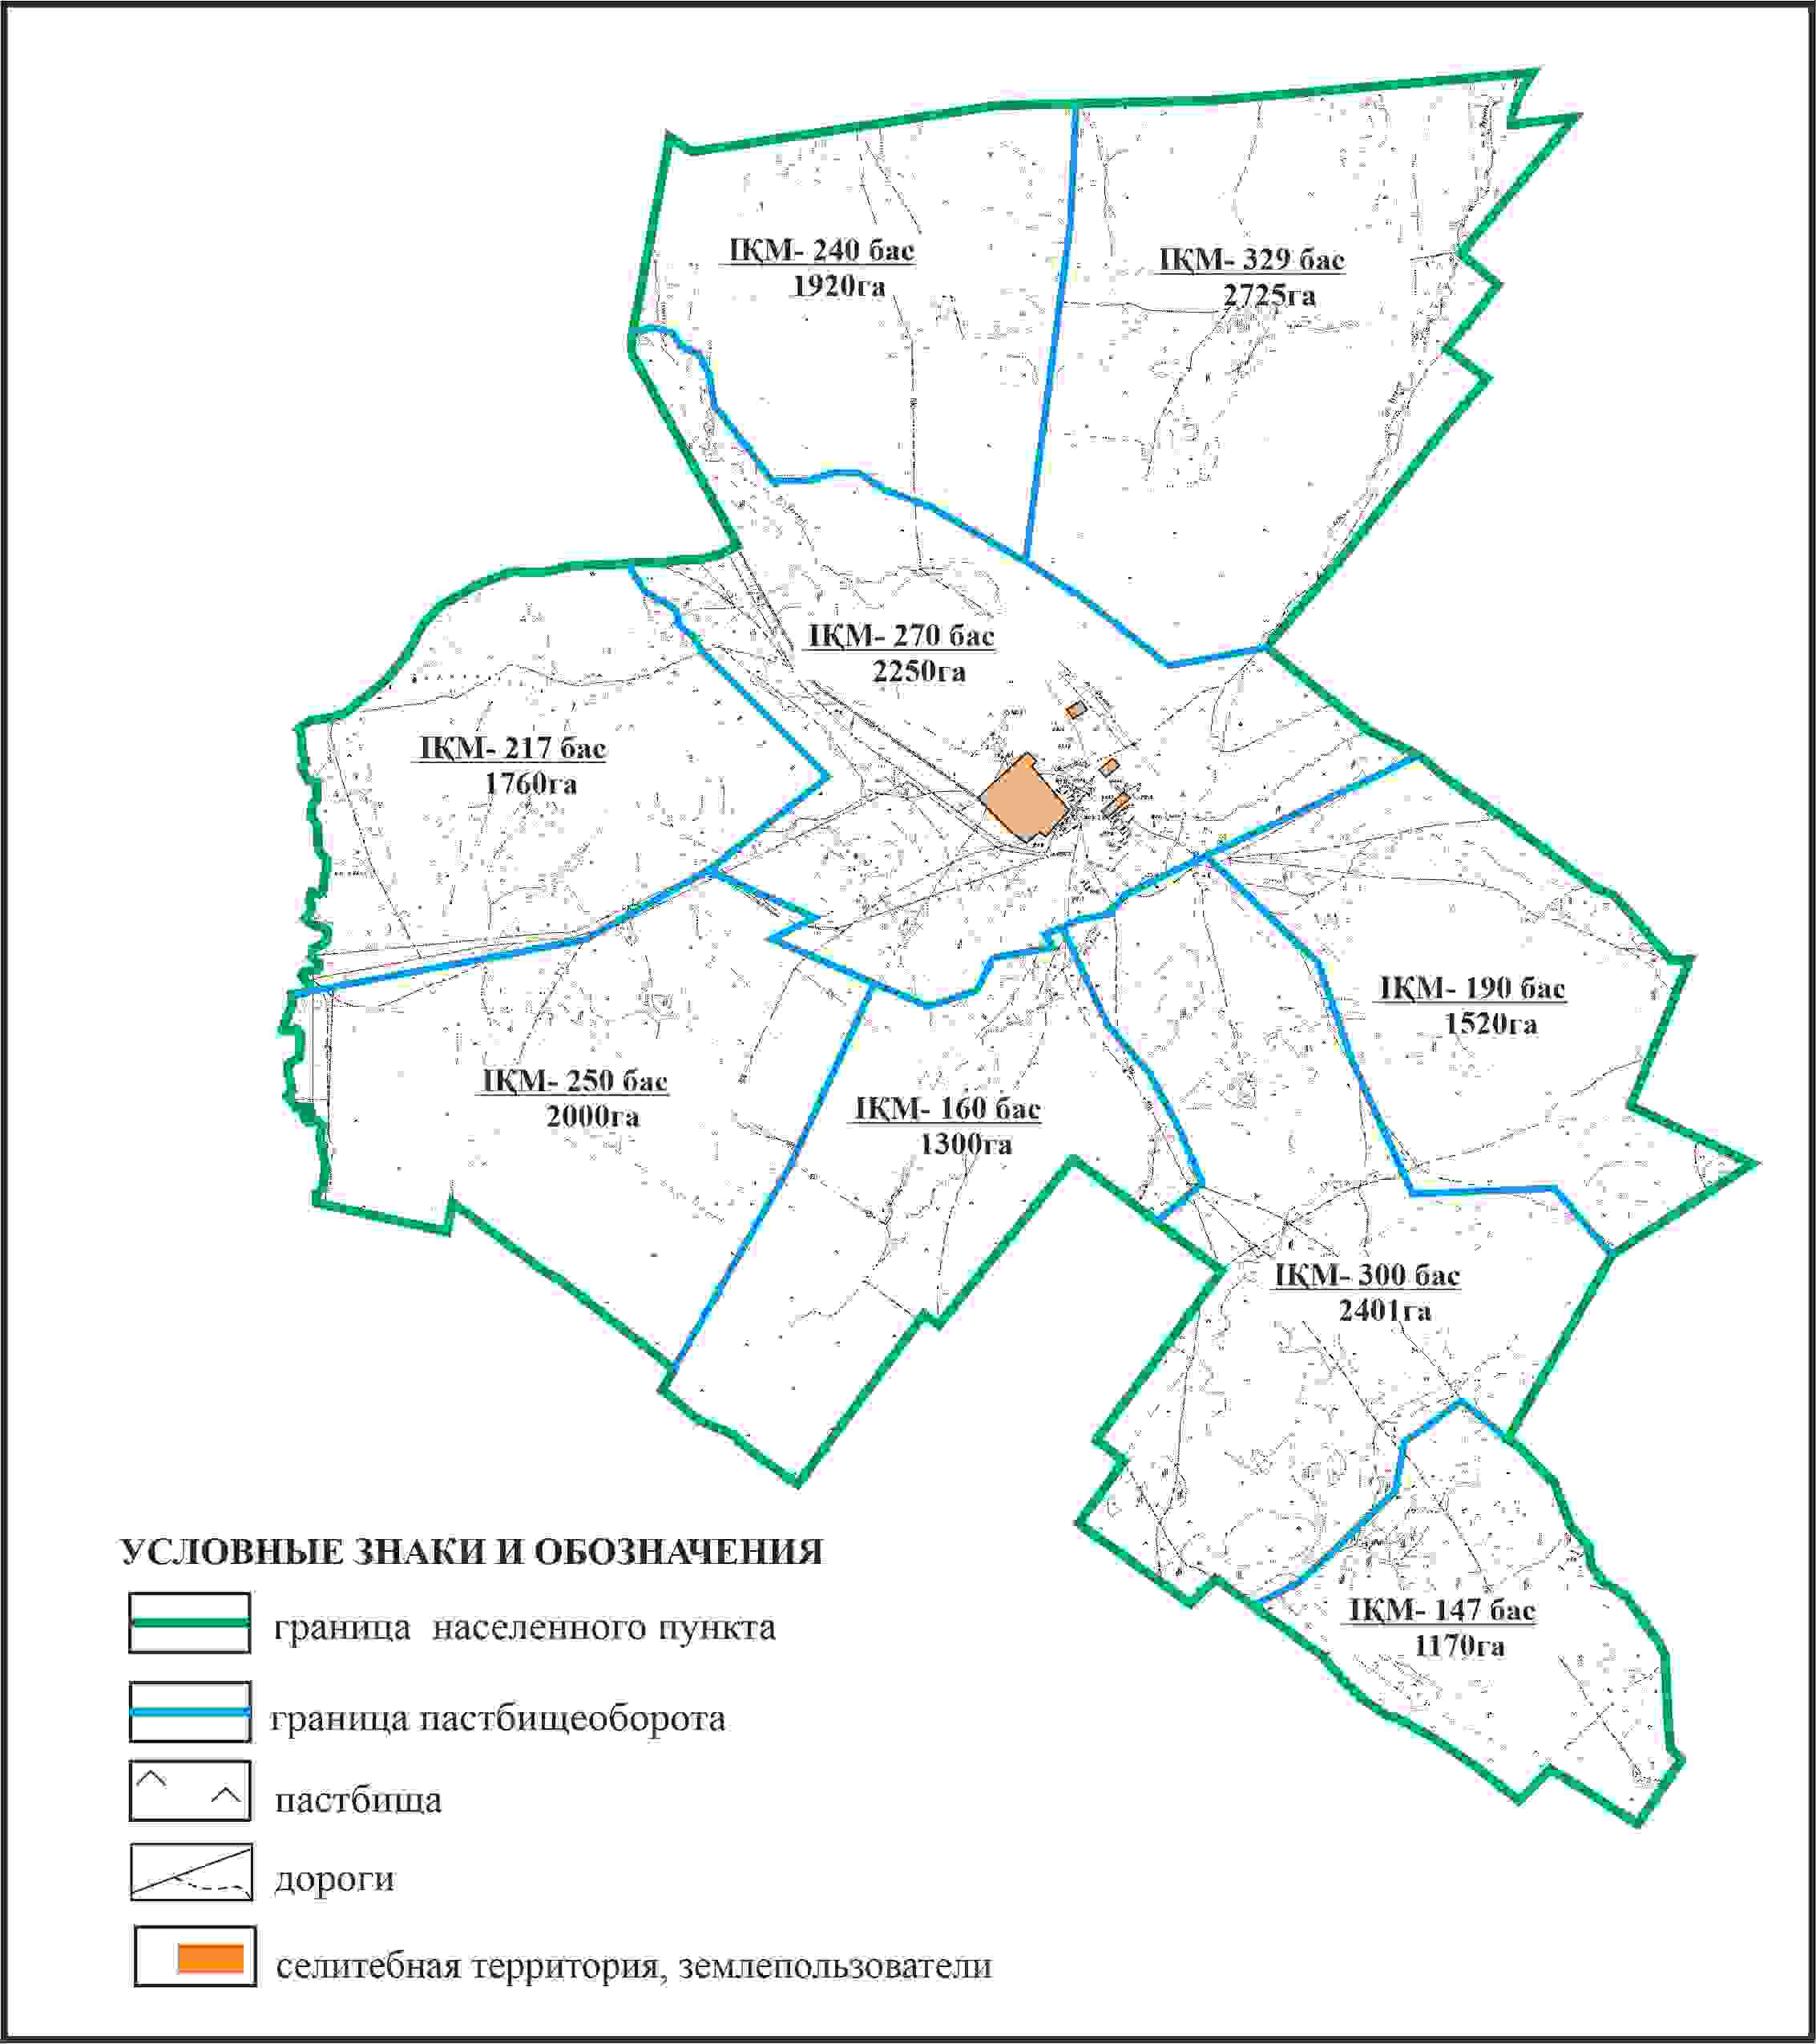 ІҚМ- 240 бас
1920га
ІҚМ- 329 бас
2725га
ІҚМ- 270 бас
2250га
ІҚМ- 217 бас
1760га
ІҚМ- 190 бас
1520га
ІҚМ- 250 бас
2000га
ІҚМ- 160 бас
1300га
ІҚМ- 300 бас
2401га
ІҚМ- 147 бас
1170га
УСЛОВНЫЕ ЗНАКИ И ОБОЗНАЧЕНИЯ
граница населенного пункта
граница пастбищеоборота
пастбища
дороги
селитебная территория, землепользователи